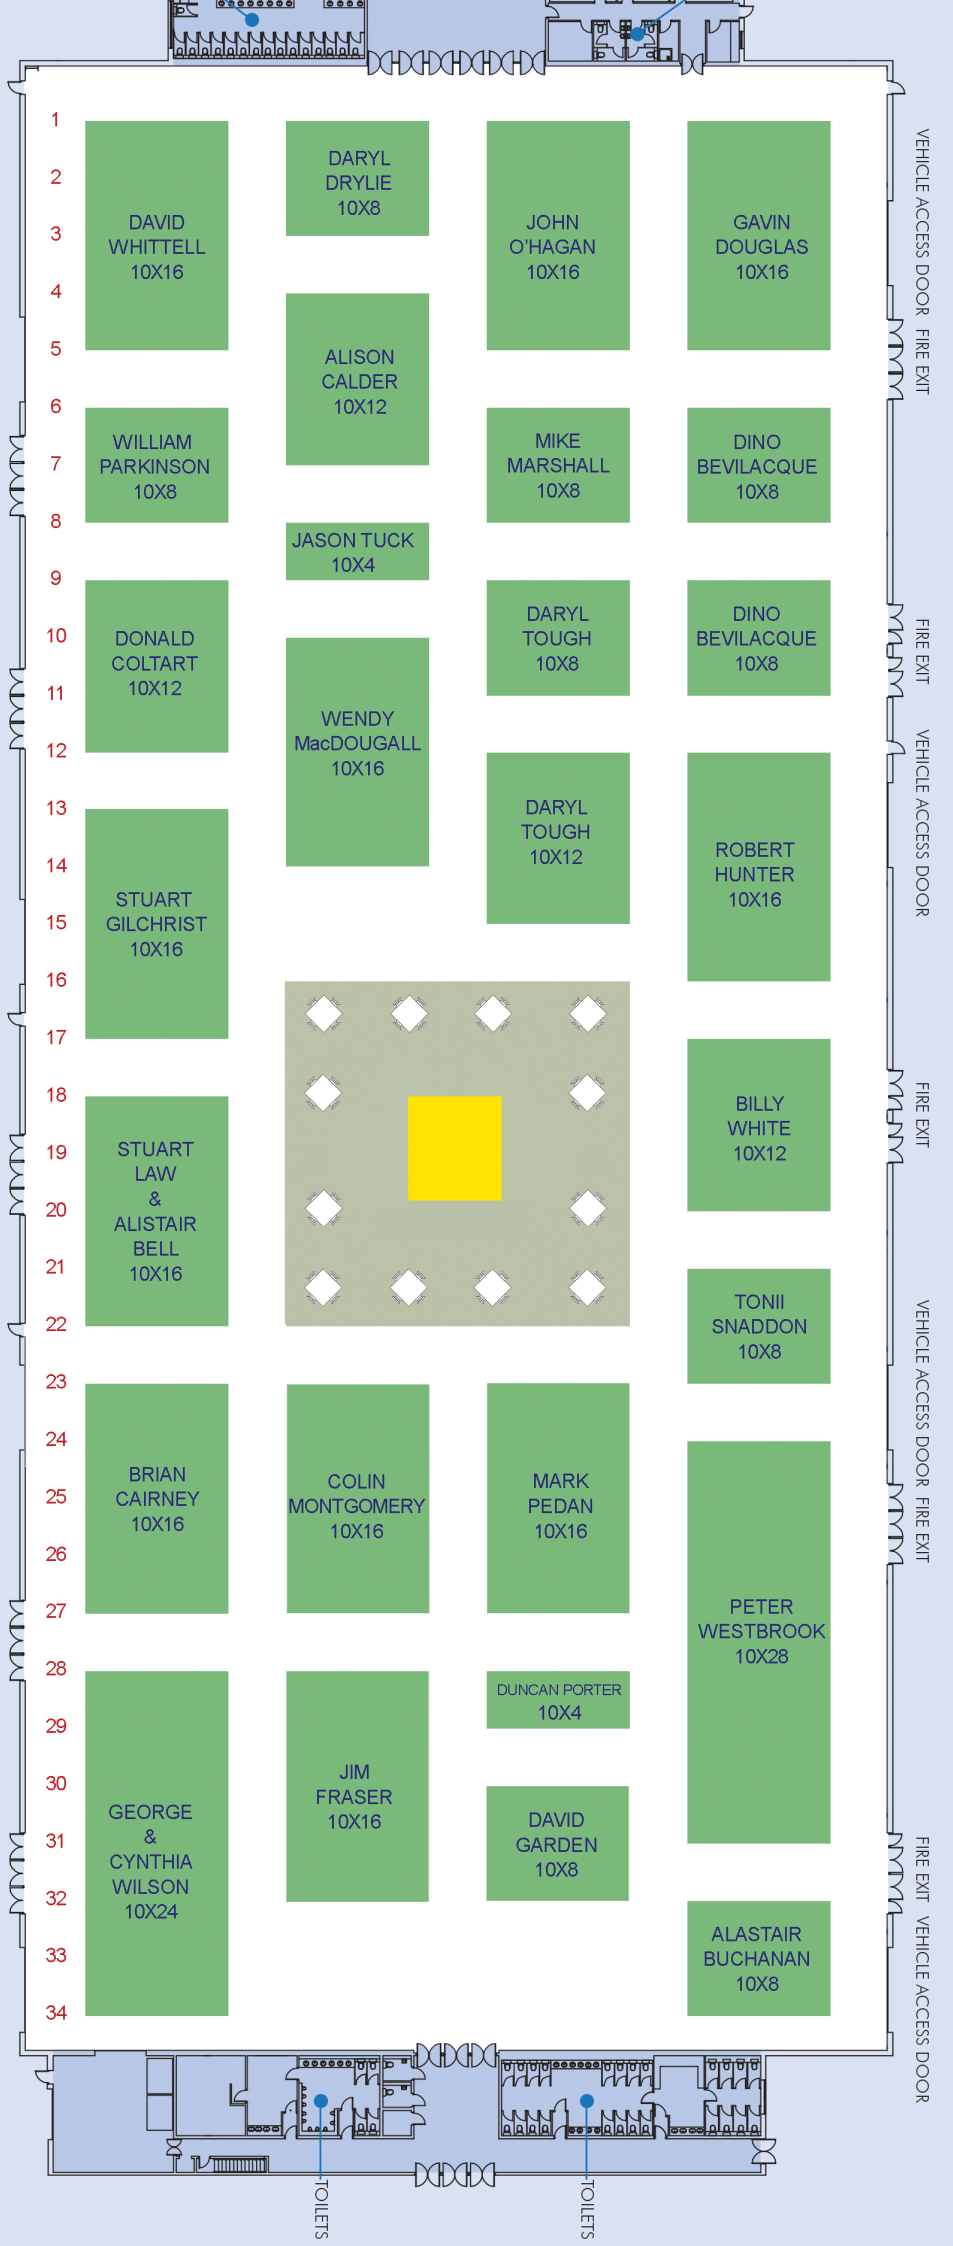 1
2
3
4
5
6
7
8
9
10
11
12
13
14
15
16
17
18
19
20
21
22
23
24
25
26
27
28
29
30
31
32
33
34
DAVID
WHITTELL
10X16
WILLIAM
PARKINSON
10X8
DONALD
COLTART
10X12
STUART
GILCHRIST
10X16
STUART
LAW
&
ALISTAIR
BELL
10X16
BRIAN
CAIRNEY
10X16
GEORGE
&
CYNTHIA
WILSON
10X24
DARYL
DRYLIE
10X8
ALISON
CALDER
10X12
JASON TUCK
10X4
WENDY
MacDOUGALL
10X16
COLIN
MONTGOMERY
10X16
JIM
FRASER
10X16
JOHN
O'HAGAN
10X16
MIKE
MARSHALL
10X8
DARYL
TOUGH
10X8
DARYL
TOUGH
10X12
MARK
PEDAN
10X16
DUNCAN PORTER
10X4
DAVID
GARDEN
10X8
GAVIN
DOUGLAS
10X16
DINO
BEVILACQUE
10X8
DINO
BEVILACQUE
10X8
ROBERT
HUNTER
10X16
BILLY
WHITE
10X12
TONII
SNADDON
10X8
PETER
WESTBROOK
10X28
ALASTAIR
BUCHANAN
10X8
VEHICLE ACCESS DOOR
FIRE EXIT
FIRE EXIT
VEHICLE ACCESS DOOR
FIRE EXIT
VEHICLE ACCESS DOOR
FIRE EXIT
FIRE EXIT
VEHICLE ACCESS DOOR
TOILETS
TOILETS